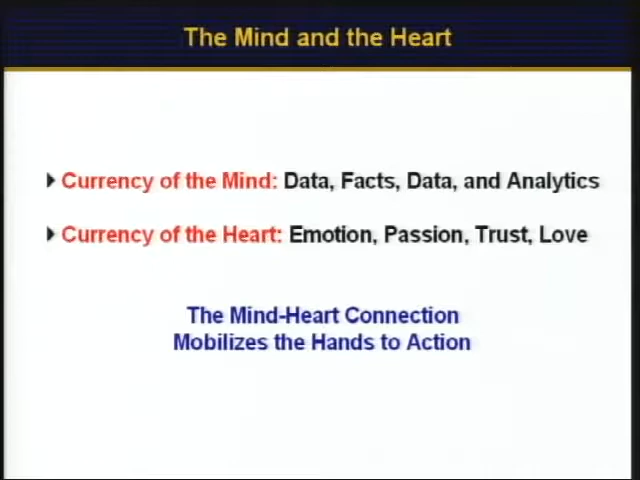 The Mind and the Heart
Currency of the Mind: Data, Facts, Data, and Analytics
Currency of the Heart: Emotion, Passion, Trust, Love
The Mind-Heart Connection
Mobilizes the Hands to Action